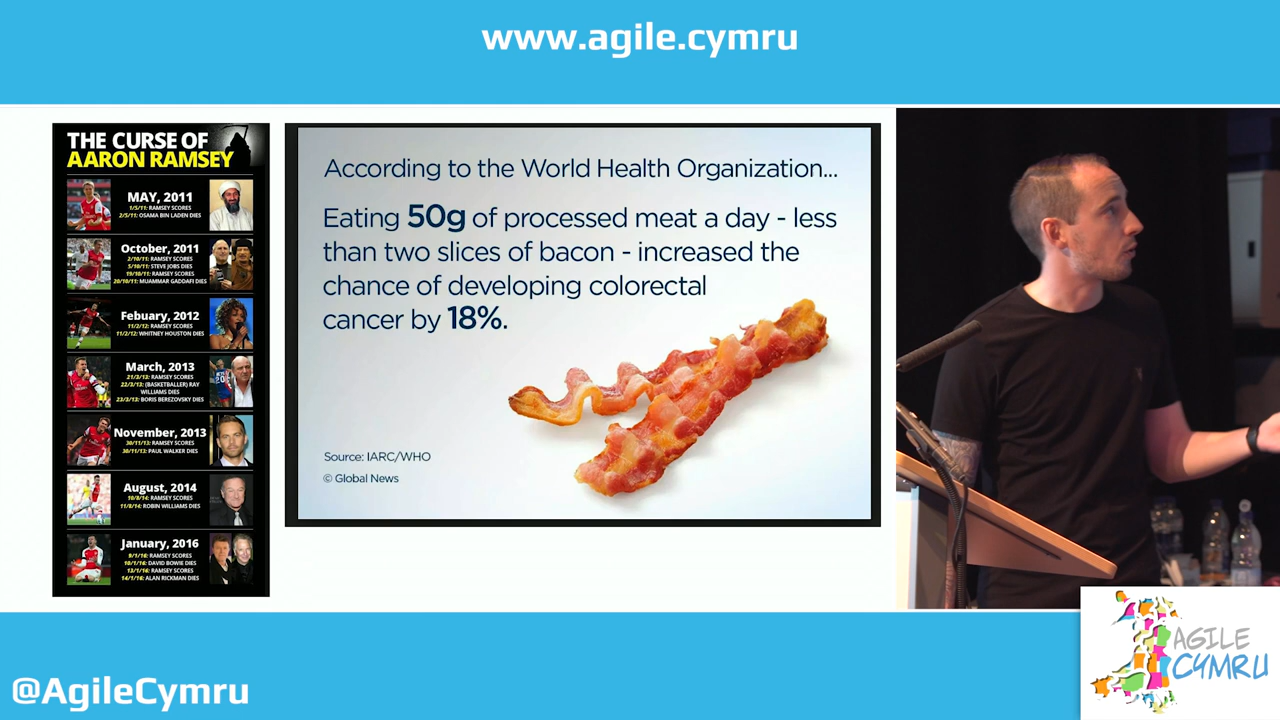 www.agile.cymru
THE CURSE OF
AARON RAMSEY
MAY, 2011
1/5/11: RAMSEY SCORES
2/5/11: OSAMA BIN LADEN DIES
October, 2011
2/10/11: RAMSEY SCORES
5/10/11: STEVE JOBS DIES
19/10/11: RAMSEY SCORES
20/10/11: MUAMMAR GADDAFI DIES
Febuary, 2012
11/2/12: RAMSEY SCORES
11/2/12: WHITNEY HOUSTON DIES
March, 2013
21/3/13: RAMSEY SCORES
22/3/13: (BASKETBALLER) RAY
WILLIAMS DIES
23/3/13: BORIS BEREZOVSKY DIES
November, 2013
30/11/13: RAMSEY SCORES
30/11/13: PAUL WALKER DIES
August, 2014
10/8/14: RAMSEY SCORES
11/8/14: ROBIN WILLIAMS DIES
January, 2016
9/1/16: RAMSEY SCORES
10/1/16: DAVID BOWIE DIES
13/1/16: RAMSEY SCORES
14/1/16: ALAN RICKMAN DIES
According to the World Health Organization...
Eating 50g of processed meat a day - less
than two slices of bacon - increased the
chance of developing colorectal
cancer by 18%.
Source: IARC/WHO
© Global News
@AgileCymru
AGILE
CYMRU